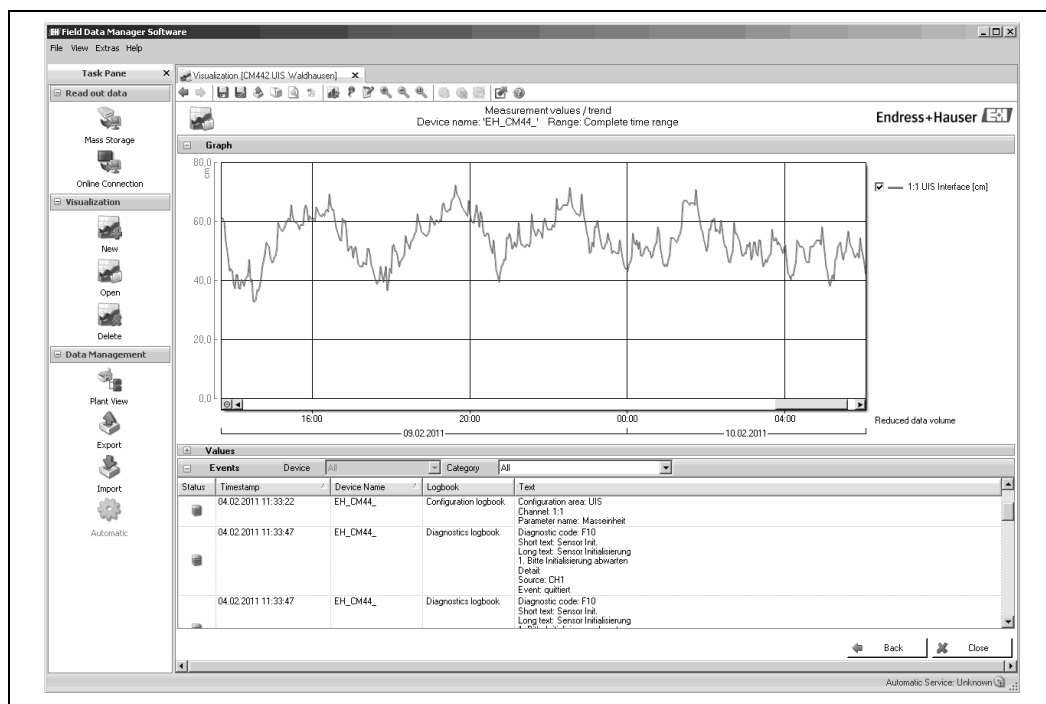 Field Data Manager Software
File View Extras Help
Task Pane
Read out data
Mass Storage
Online Connection
Visualization
New
Open
Delete
Data Management
Plant View
Export
Import
Automatic
Visualization [CM442 UIS Waldhausen]
Measurement values / trend
Device name: 'EH_CM44_' Range: Complete time range
Endress+Hauser EH
Graph
80,0
cm
60,0
40,0
20,0
0,0
16:00 20:00 00:00 04:00
09.02.2011 10.02.2011
1:1 UIS Interface [cm]
Reduced data volume
Values
Events Device All Category All
Status Timestamp Device Name Logbook Text
04.02.2011 11:33:22 EH_CM44_ Configuration logbook Configuration area: UIS
Channel: 1:1
Parameter name: Masseinheit
04.02.2011 11:33:47 EH_CM44_ Diagnostics logbook Diagnostic code: F10
Short text: Sensor Init.
Long text: Sensor Initialisierung
1. Bitte Initialisierung abwarten
Detail:
Source: CH1
Event: quittiert
04.02.2011 11:33:47 EH_CM44_ Diagnostics logbook Diagnostic code: F10
Short text: Sensor Init.
Long text: Sensor Initialisierung
Back Close
Automatic Service: Unknown